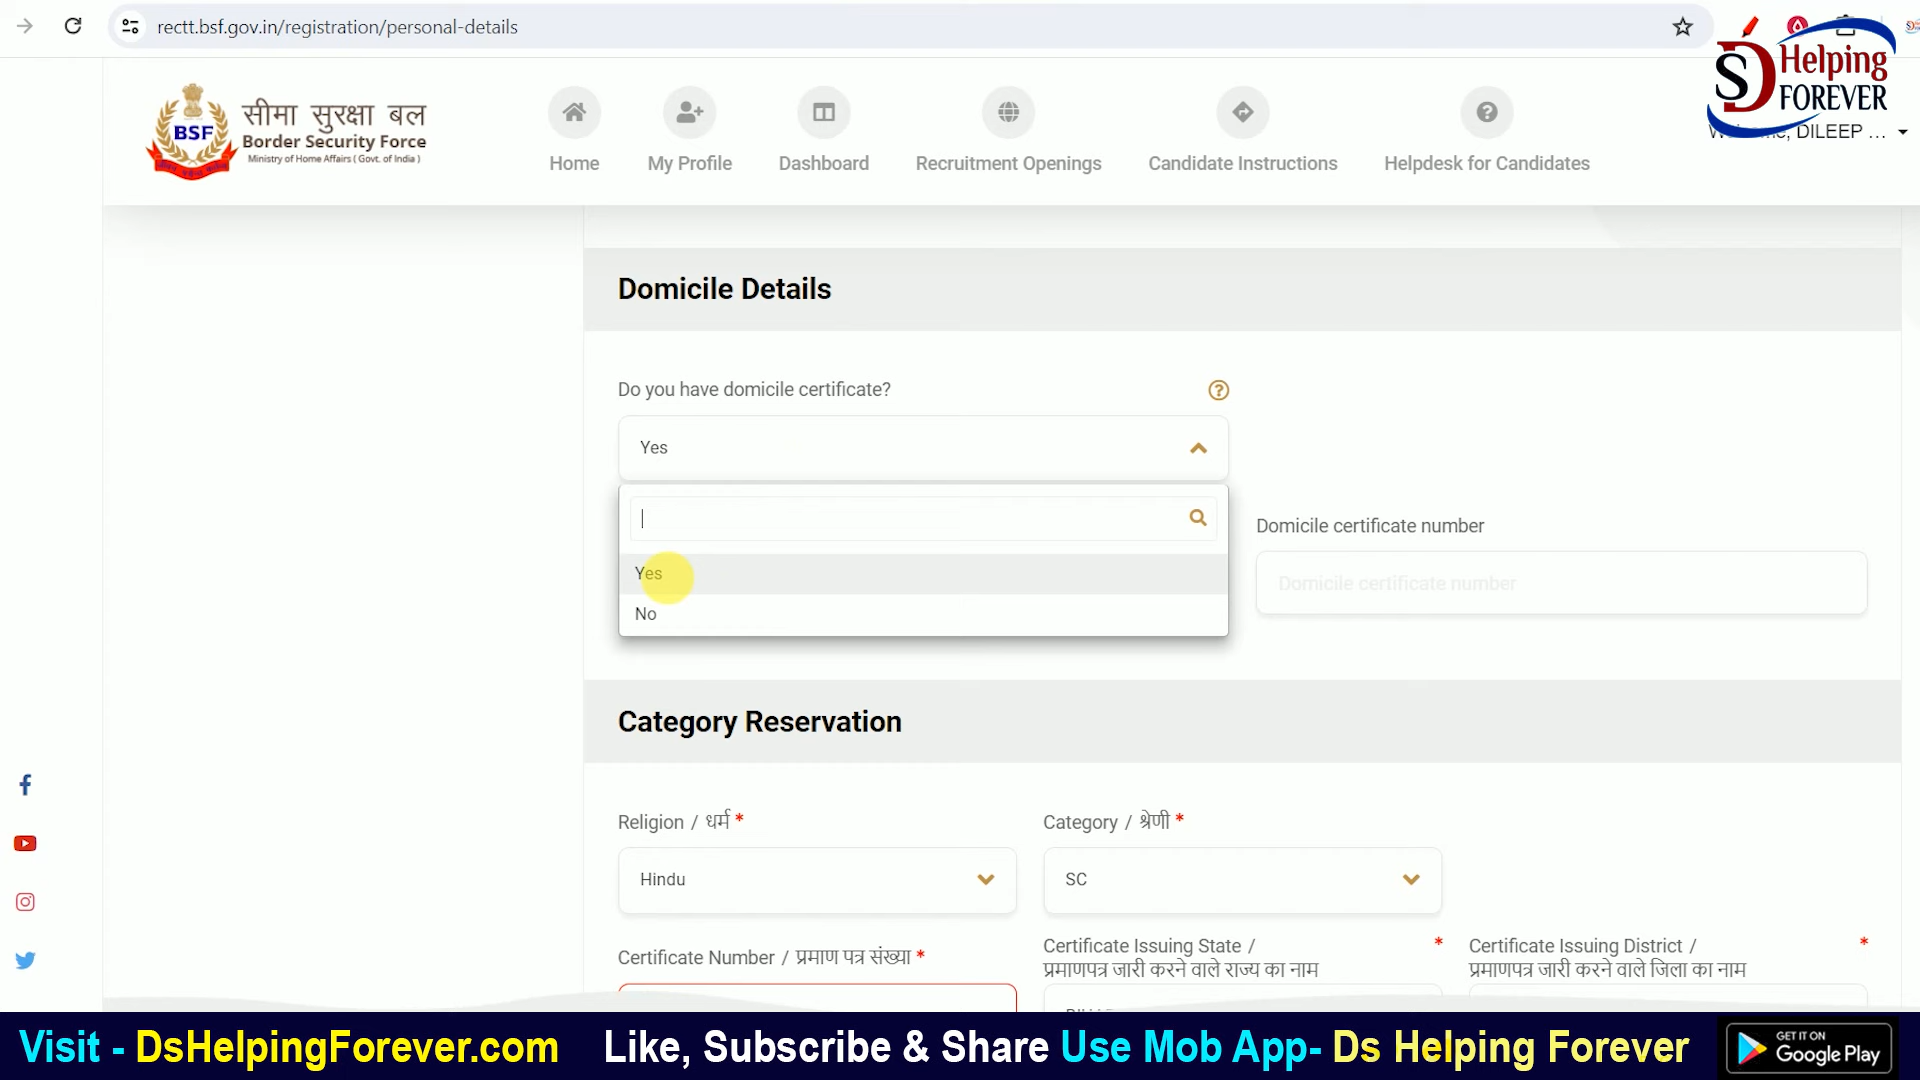 rectt.bsf.gov.in/registration/personal-details
SD Helping FOREVER
BSF
सीमा सुरक्षा बल
Border Security Force
Ministry of Home Affairs ( Govt. of India )
Home
My Profile
Dashboard
Recruitment Openings
Candidate Instructions
Helpdesk for Candidates
DILEEP ...
Domicile Details
Do you have domicile certificate?
Yes
Yes
No
Domicile certificate number
Domicile certificate number
Category Reservation
Religion / धर्म *
Category / श्रेणी *
Hindu
SC
Certificate Number / प्रमाण पत्र संख्या *
Certificate Issuing State / *
प्रमाणपत्र जारी करने वाले राज्य का नाम
Certificate Issuing District / *
प्रमाणपत्र जारी करने वाले जिला का नाम
Visit - DsHelpingForever.com Like, Subscribe & Share Use Mob App- Ds Helping Forever
GET IT ON
Google Play